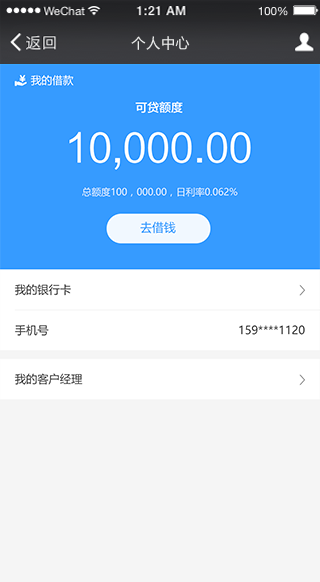 ●●●●● WeChat 1:21 AM 100%
返回 个人中心
我的借款
可贷额度
10,000.00
总额度100，000.00，日利率0.062%
去借钱
我的银行卡
手机号 159****1120
我的客户经理